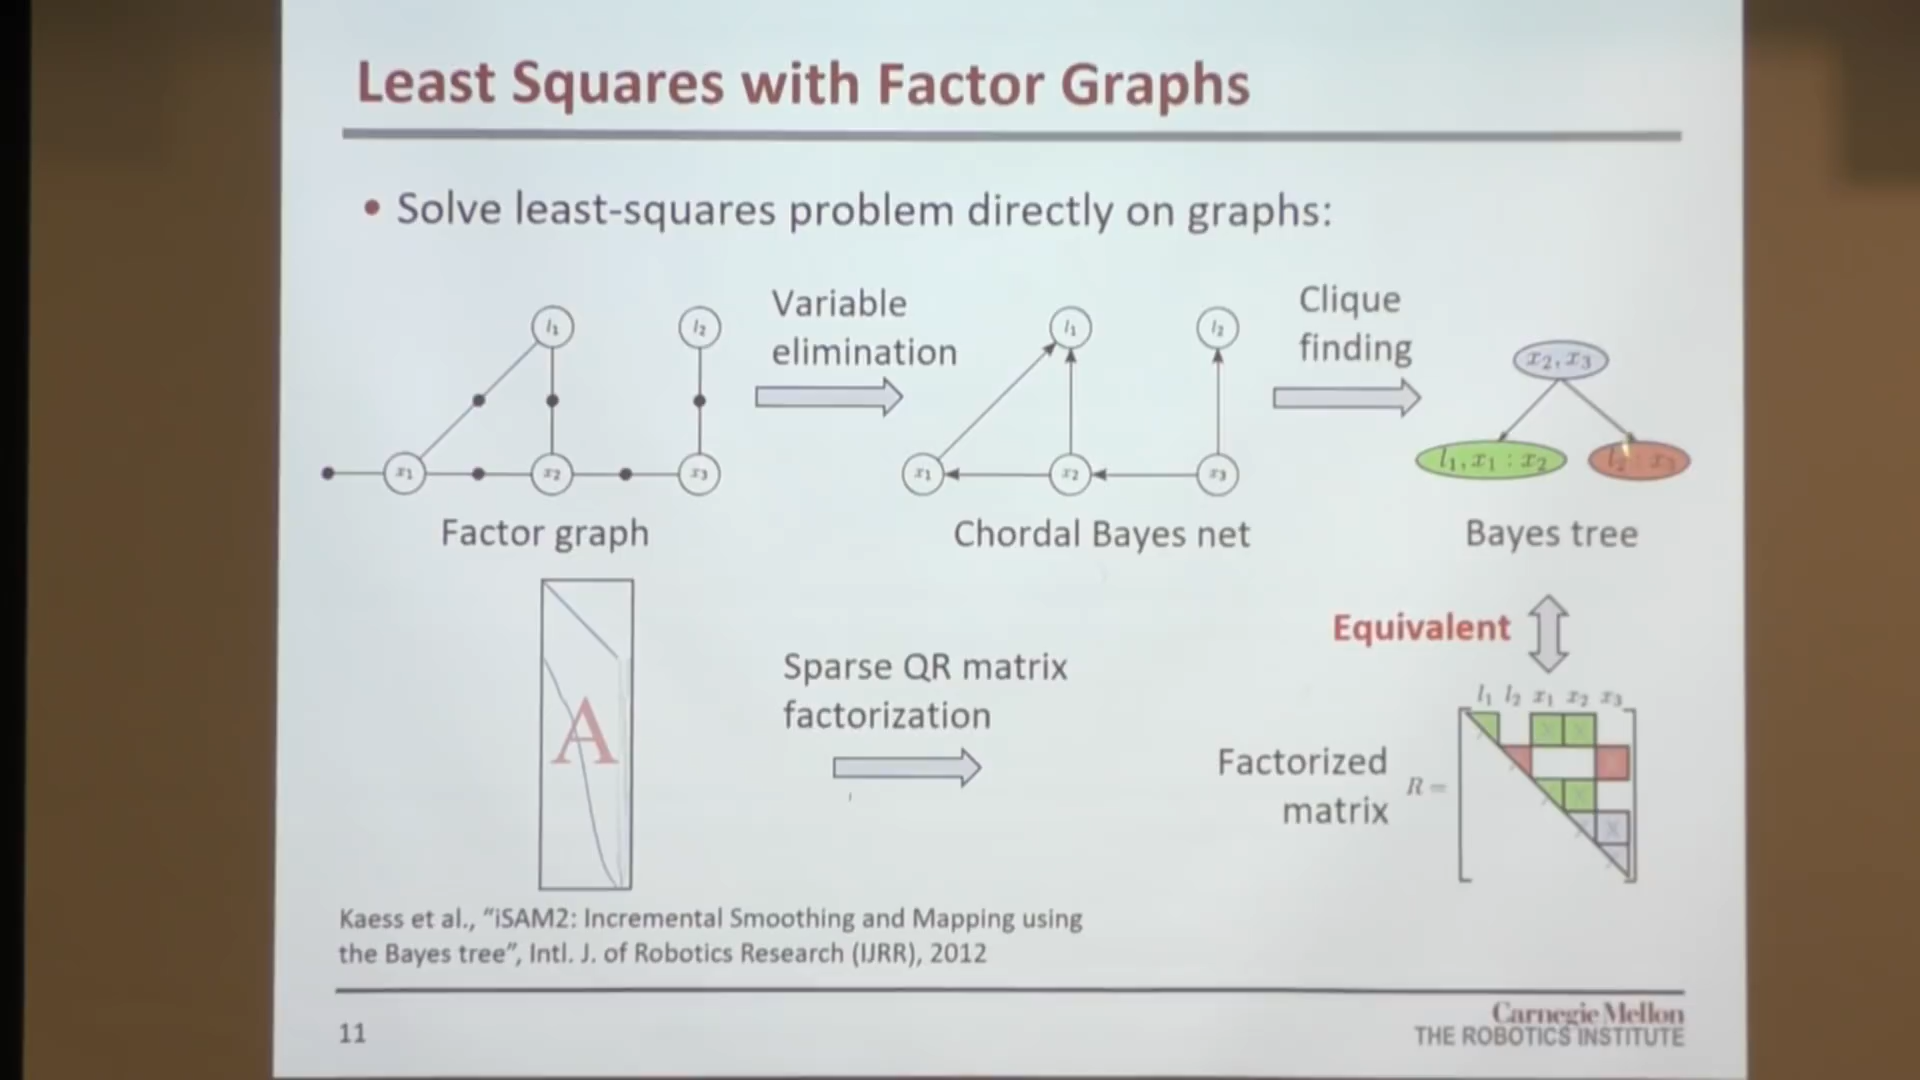 Least Squares with Factor Graphs
• Solve least-squares problem directly on graphs:
Variable
elimination
Clique
finding
l1
l2
x1
x2
x3
l1
l2
x1
x2
x3
x2, x3
l1, x1 : x2
l2 : x3
Factor graph
Chordal Bayes net
Bayes tree
A
Sparse QR matrix
factorization
Equivalent
Factorized
matrix
R =
l1 l2 x1 x2 x3
Kaess et al., "iSAM2: Incremental Smoothing and Mapping using
the Bayes tree", Intl. J. of Robotics Research (IJRR), 2012
11
Carnegie Mellon
THE ROBOTICS INSTITUTE